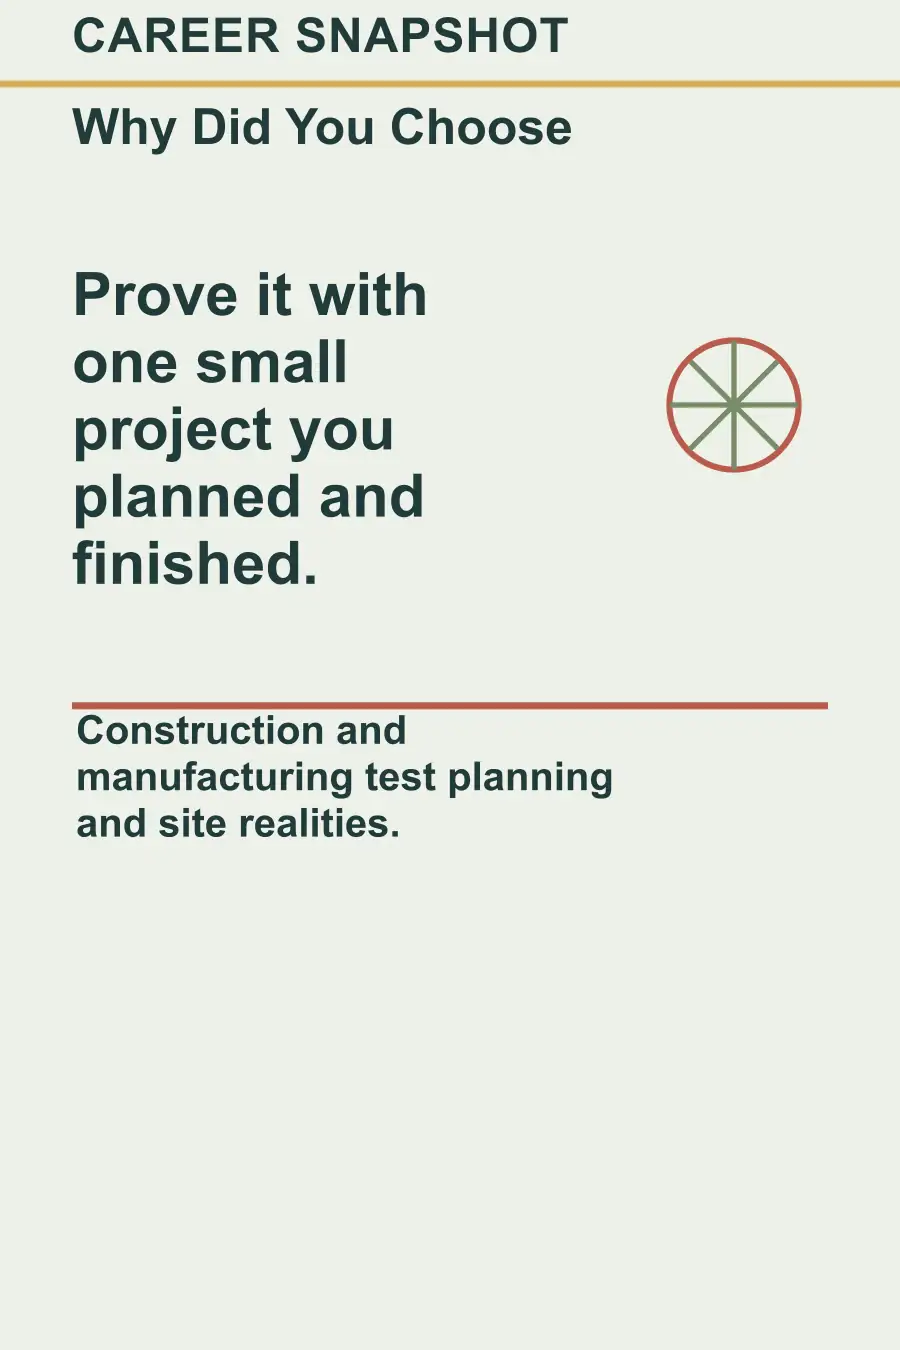 CAREER SNAPSHOT
Why Did You Choose
Prove it with
one small
project you
planned and
finished.
Construction and
manufacturing test planning
and site realities.